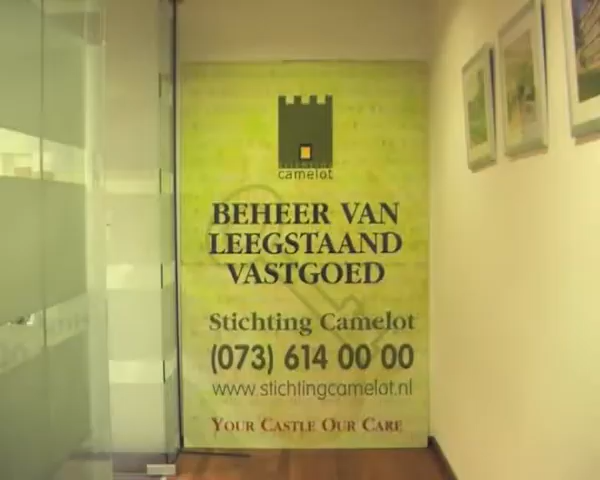 camelot
BEHEER VAN
LEEGSTAAND
VASTGOED
Stichting Camelot
(073) 614 00 00
www.stichtingcamelot.nl
YOUR CASTLE OUR CARE